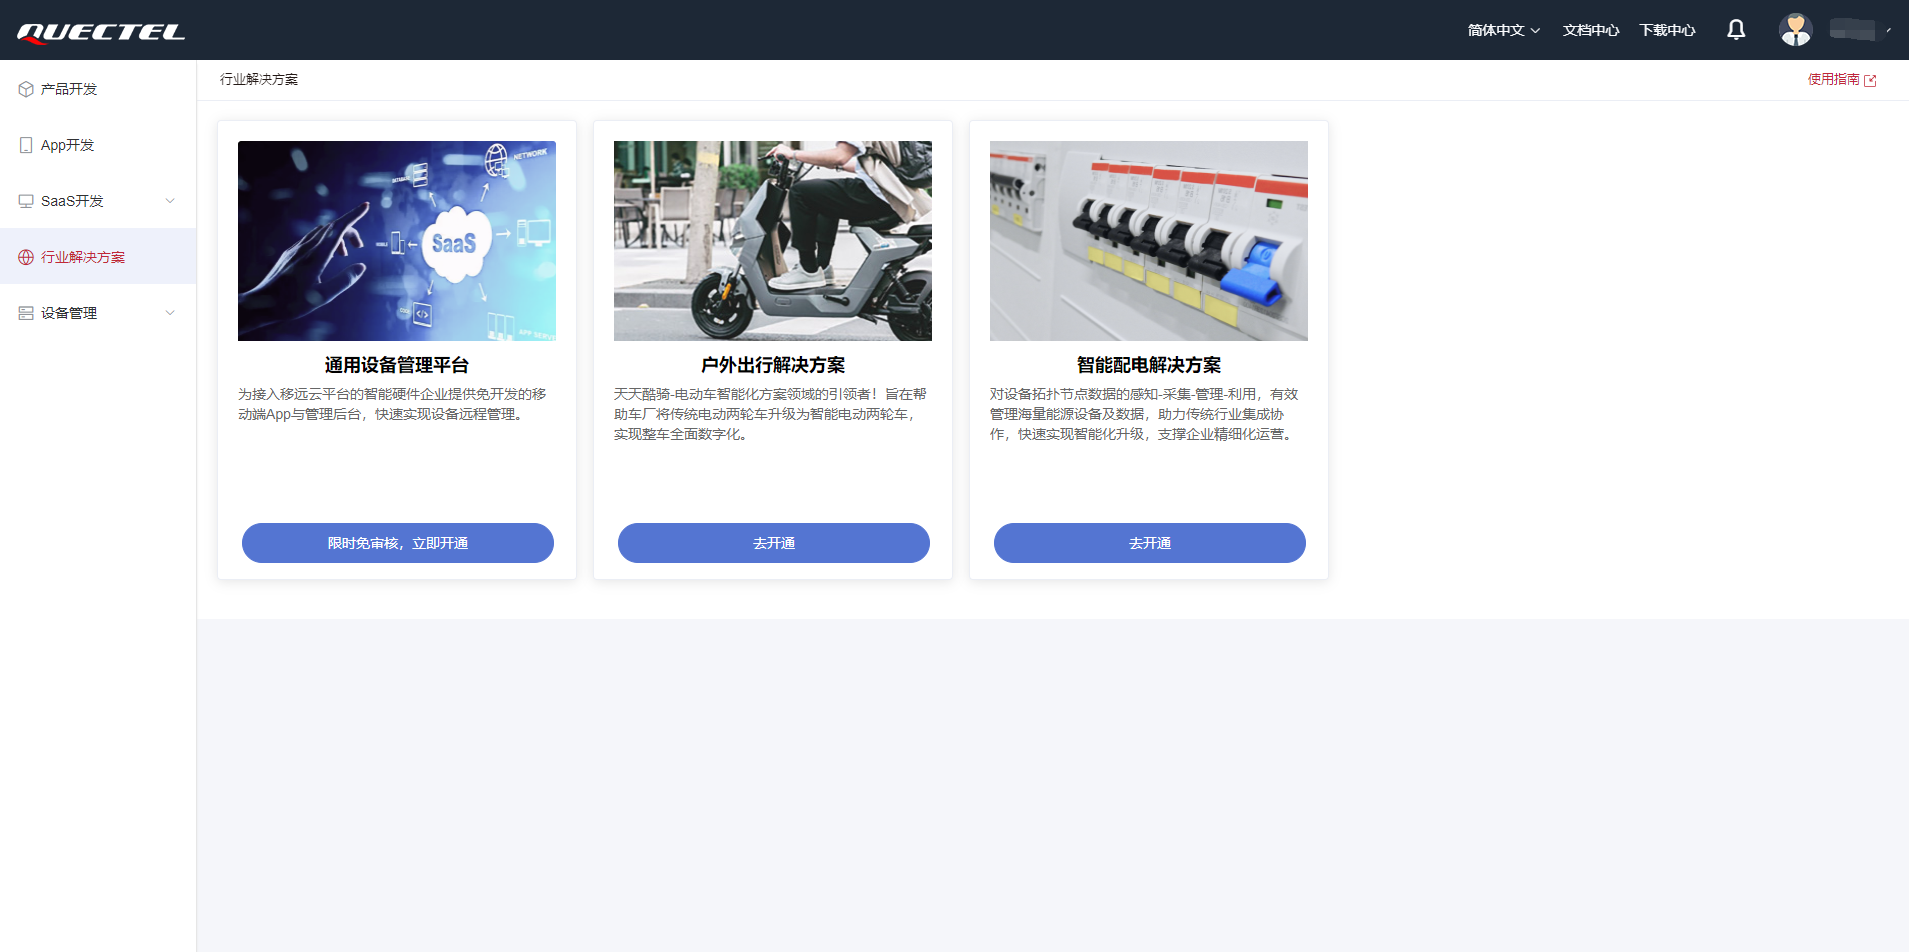 QUECTEL
简体中文
文档中心
下载中心
产品开发
App开发
SaaS开发
行业解决方案
设备管理
行业解决方案
使用指南
NETWORK
SaaS
通用设备管理平台
为接入移远云平台的智能硬件企业提供免开发的移
动端App与管理后台，快速实现设备远程管理。
限时免审核，立即开通
户外出行解决方案
天天酷骑-电动车智能化方案领域的引领者！旨在帮
助车厂将传统电动两轮车升级为智能电动两轮车，
实现整车全面数字化。
去开通
智能配电解决方案
对设备拓扑节点数据的感知-采集-管理-利用，有效
管理海量能源设备及数据，助力传统行业集成协
作，快速实现智能化升级，支撑企业精细化运营。
去开通